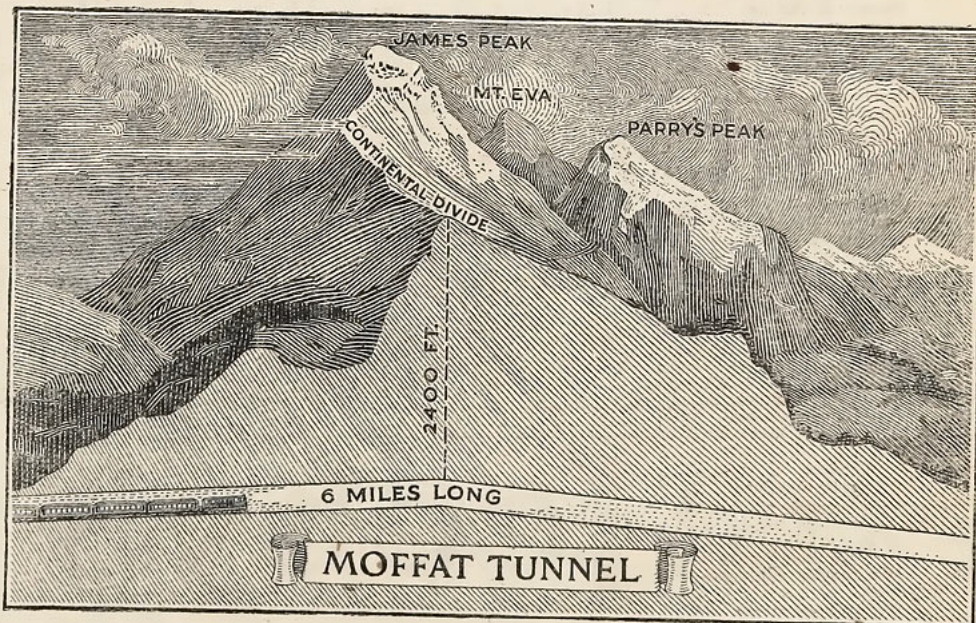 JAMES PEAK
MT. EVA
PARRY'S PEAK
CONTINENTAL-DIVIDE
2400 FT.
6 MILES LONG
MOFFAT TUNNEL